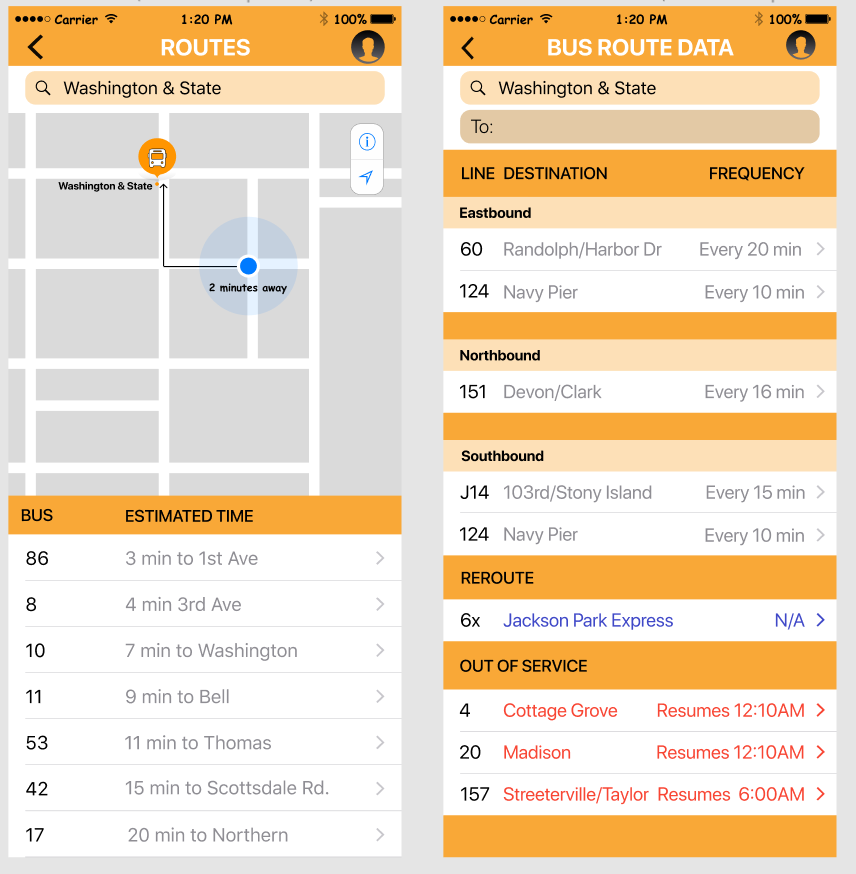 Carrier 1:20 PM 100%
ROUTES
Washington & State
Washington & State
2 minutes away
BUS ESTIMATED TIME
86 3 min to 1st Ave
8 4 min 3rd Ave
10 7 min to Washington
11 9 min to Bell
53 11 min to Thomas
42 15 min to Scottsdale Rd.
17 20 min to Northern
Carrier 1:20 PM 100%
BUS ROUTE DATA
Washington & State
To:
LINE DESTINATION FREQUENCY
Eastbound
60 Randolph/Harbor Dr Every 20 min
124 Navy Pier Every 10 min
Northbound
151 Devon/Clark Every 16 min
Southbound
J14 103rd/Stony Island Every 15 min
124 Navy Pier Every 10 min
REROUTE
6x Jackson Park Express N/A
OUT OF SERVICE
4 Cottage Grove Resumes 12:10AM
20 Madison Resumes 12:10AM
157 Streeterville/Taylor Resumes 6:00AM